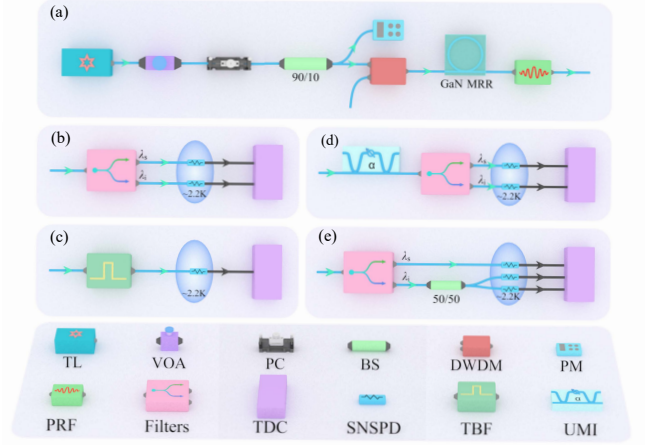 (a)
90/10
GaN MRR
(b)
λs
λi
~2.2K
(d)
α
λs
λi
~2.2K
(c)
~2.2K
(e)
λs
λi
50/50
~2.2K
TL
VOA
PC
BS
DWDM
PM
PRF
Filters
TDC
SNSPD
TBF
α
UMI